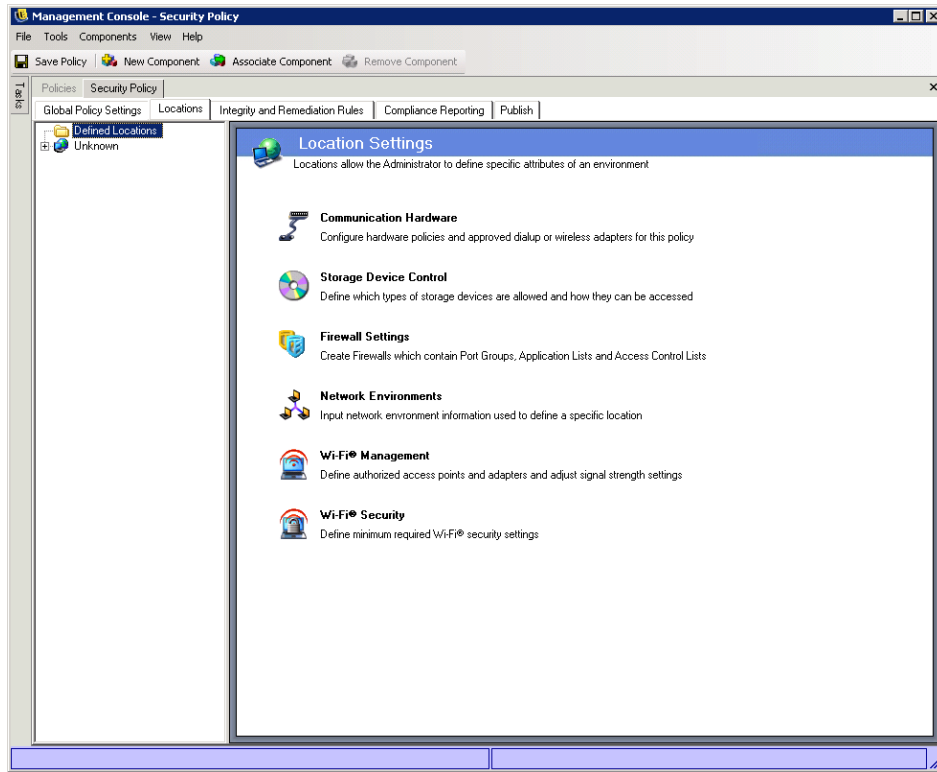 Management Console - Security Policy
File Tools Components View Help
Save Policy New Component Associate Component Remove Component
Tasks
Policies Security Policy
Global Policy Settings Locations Integrity and Remediation Rules Compliance Reporting Publish
Defined Locations
Unknown
Location Settings
Locations allow the Administrator to define specific attributes of an environment
Communication Hardware
Configure hardware policies and approved dialup or wireless adapters for this policy
Storage Device Control
Define which types of storage devices are allowed and how they can be accessed
Firewall Settings
Create Firewalls which contain Port Groups, Application Lists and Access Control Lists
Network Environments
Input network envronment information used to define a specific location
Wi-Fi® Management
Define authorized access points and adapters and adjust signal strength settings
Wi-Fi® Security
Define minimum required Wi-Fi® security settings